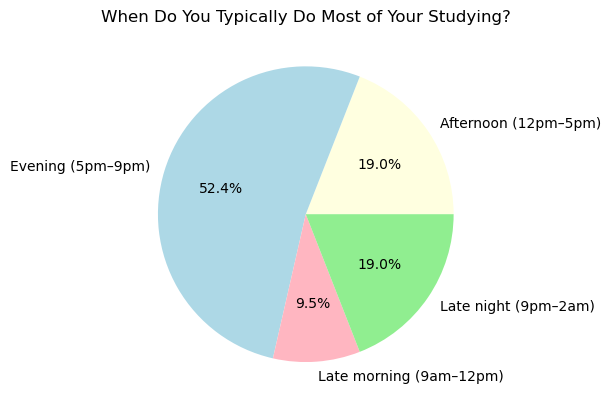 When Do You Typically Do Most of Your Studying?
Afternoon (12pm–5pm)
19.0%
Evening (5pm–9pm)
52.4%
19.0%
9.5%
Late night (9pm–2am)
Late morning (9am–12pm)